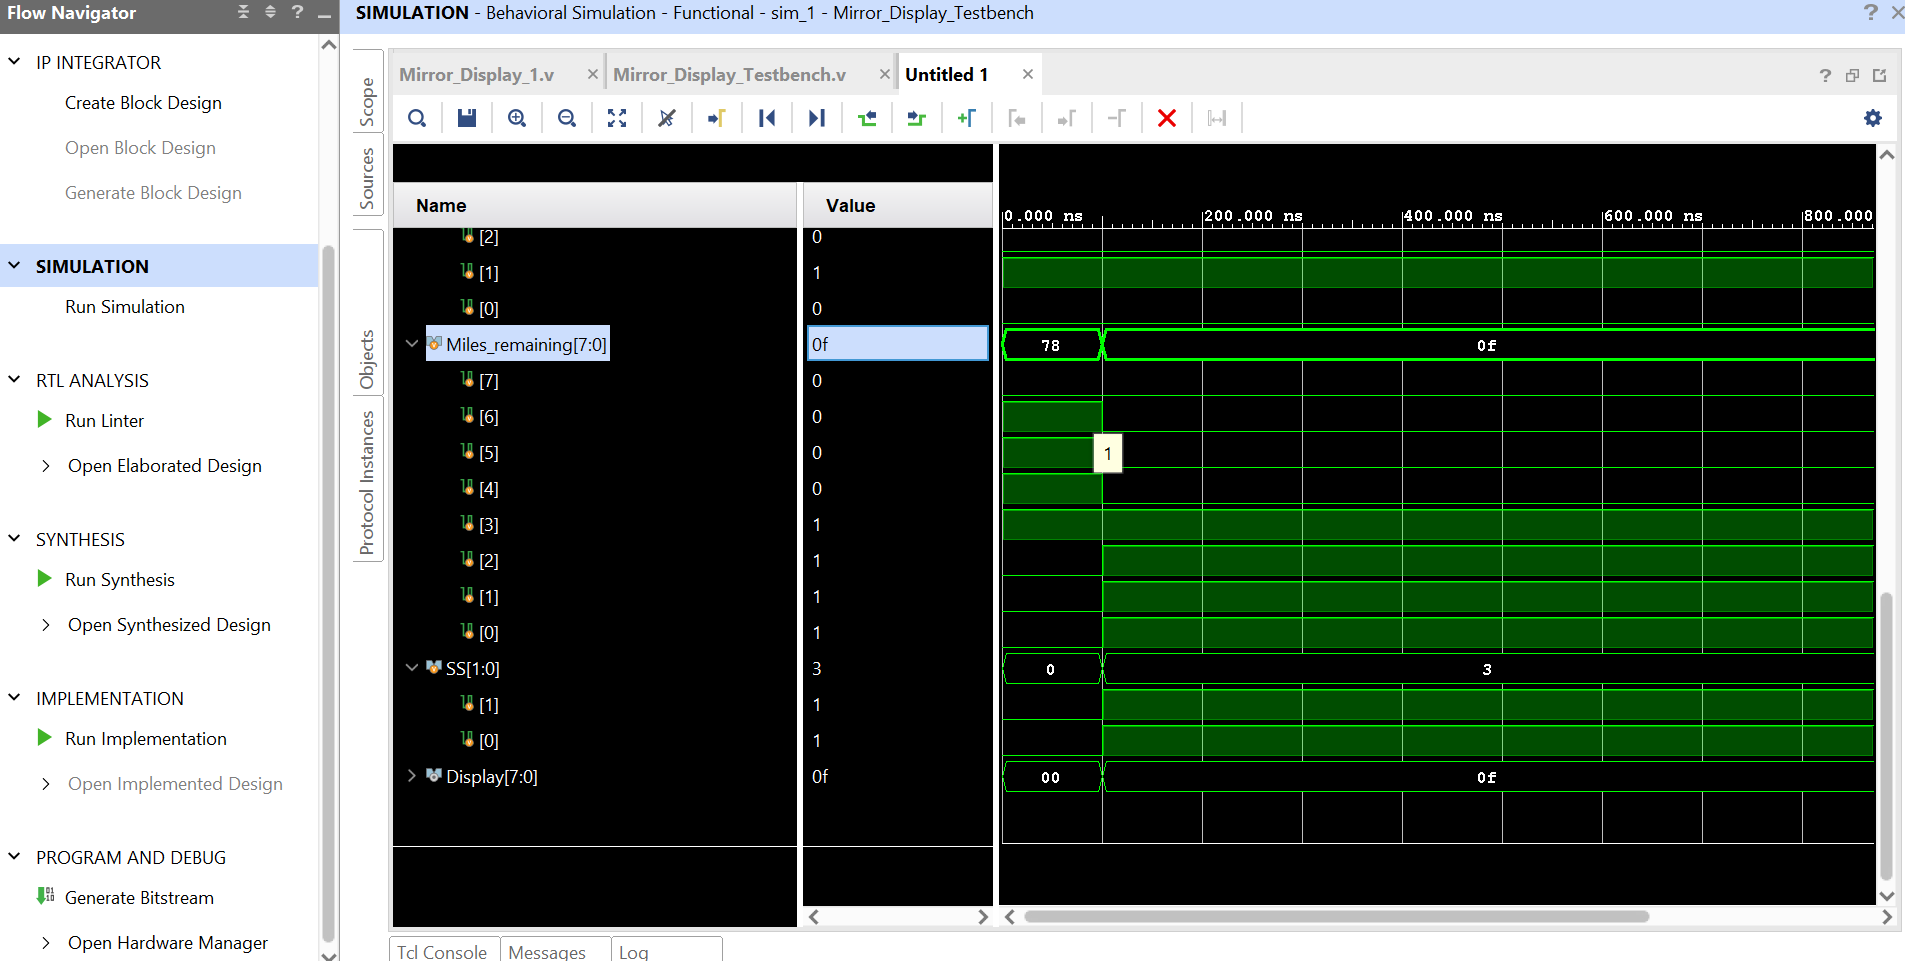 Flow Navigator ?
IP INTEGRATOR
Create Block Design
Open Block Design
Generate Block Design
SIMULATION
Run Simulation
RTL ANALYSIS
Run Linter
Open Elaborated Design
SYNTHESIS
Run Synthesis
Open Synthesized Design
IMPLEMENTATION
Run Implementation
Open Implemented Design
PROGRAM AND DEBUG
Generate Bitstream
Open Hardware Manager
SIMULATION - Behavioral Simulation - Functional - sim_1 - Mirror_Display_Testbench ?
Scope
Sources
Objects
Protocol Instances
Mirror_Display_1.v Mirror_Display_Testbench.v Untitled 1 ?
Name Value
0.000 ns 200.000 ns 400.000 ns 600.000 ns 800.000
[2] 0
[1] 1
[0] 0
Miles_remaining[7:0] 0f 78 0f
[7] 0
[6] 0
[5] 0 1
[4] 0
[3] 1
[2] 1
[1] 1
[0] 1
SS[1:0] 3 0 3
[1] 1
[0] 1
Display[7:0] 0f 00 0f
Tcl Console Messages Log